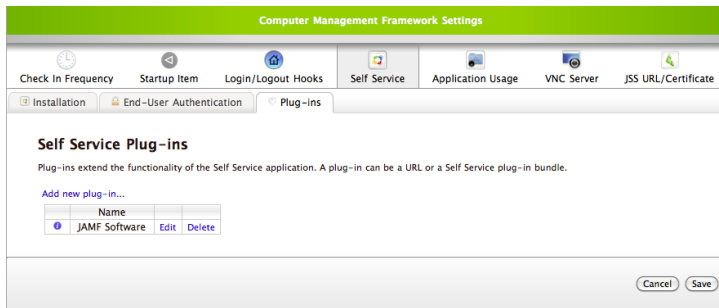 Computer Management Framework Settings
Check In Frequency Startup Item Login/Logout Hooks Self Service Application Usage VNC Server JSS URL/Certificate
Installation End-User Authentication Plug-ins
Self Service Plug-ins
Plug-ins extend the functionality of the Self Service application. A plug-in can be a URL or a Self Service plug-in bundle.
Add new plug-in...
Name
JAMF Software Edit Delete
Cancel Save